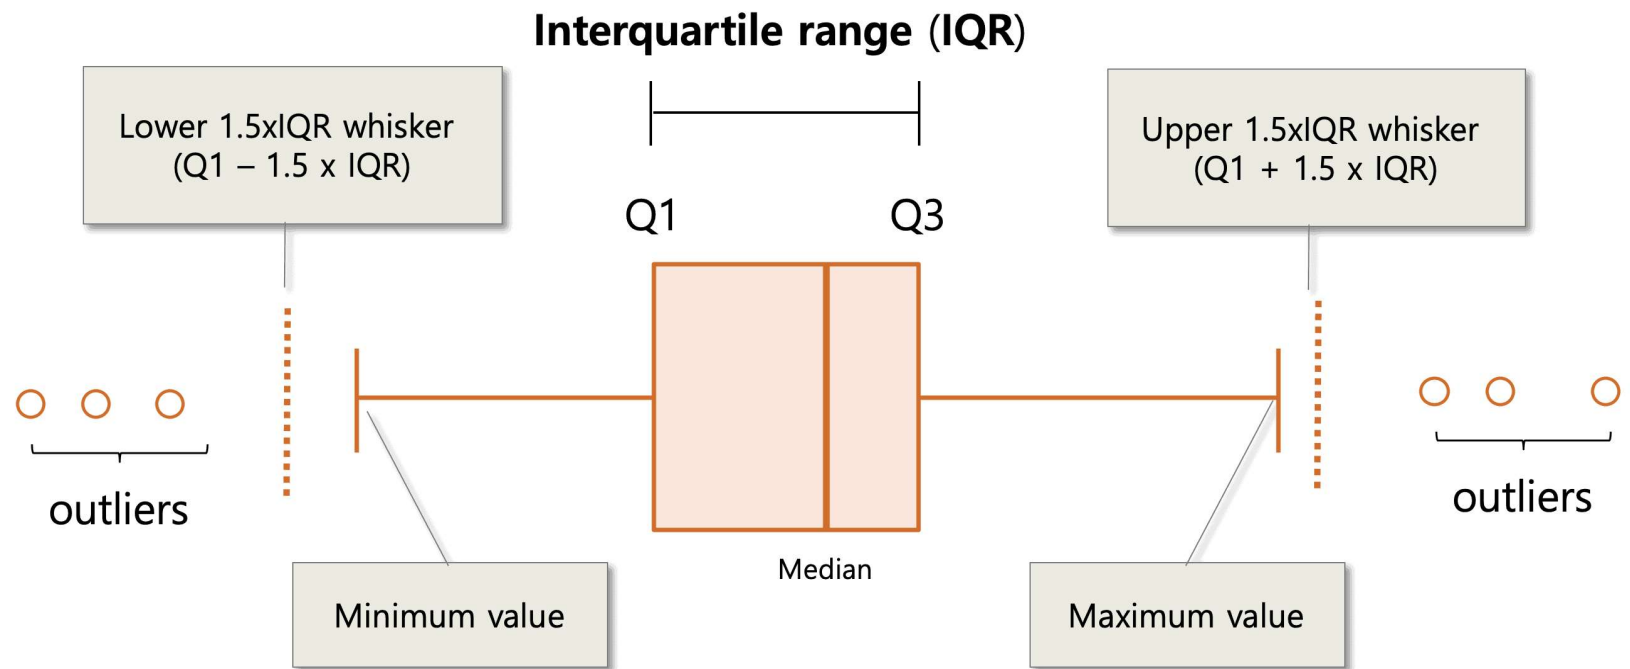 Interquartile range (IQR)
Lower 1.5xIQR whisker
(Q1 – 1.5 x IQR)
Upper 1.5xIQR whisker
(Q1 + 1.5 x IQR)
Q1
Q3
outliers
outliers
Median
Minimum value
Maximum value